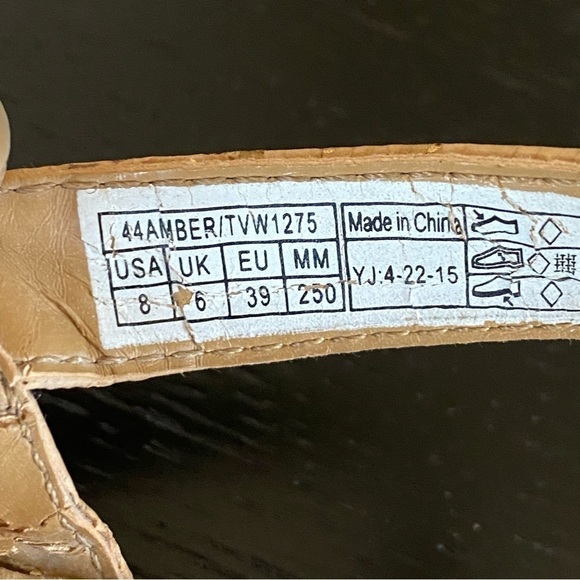 44AMBER/TVW1275
USA UK EU MM
8 6 39 250
Made in China
YJ:4-22-15